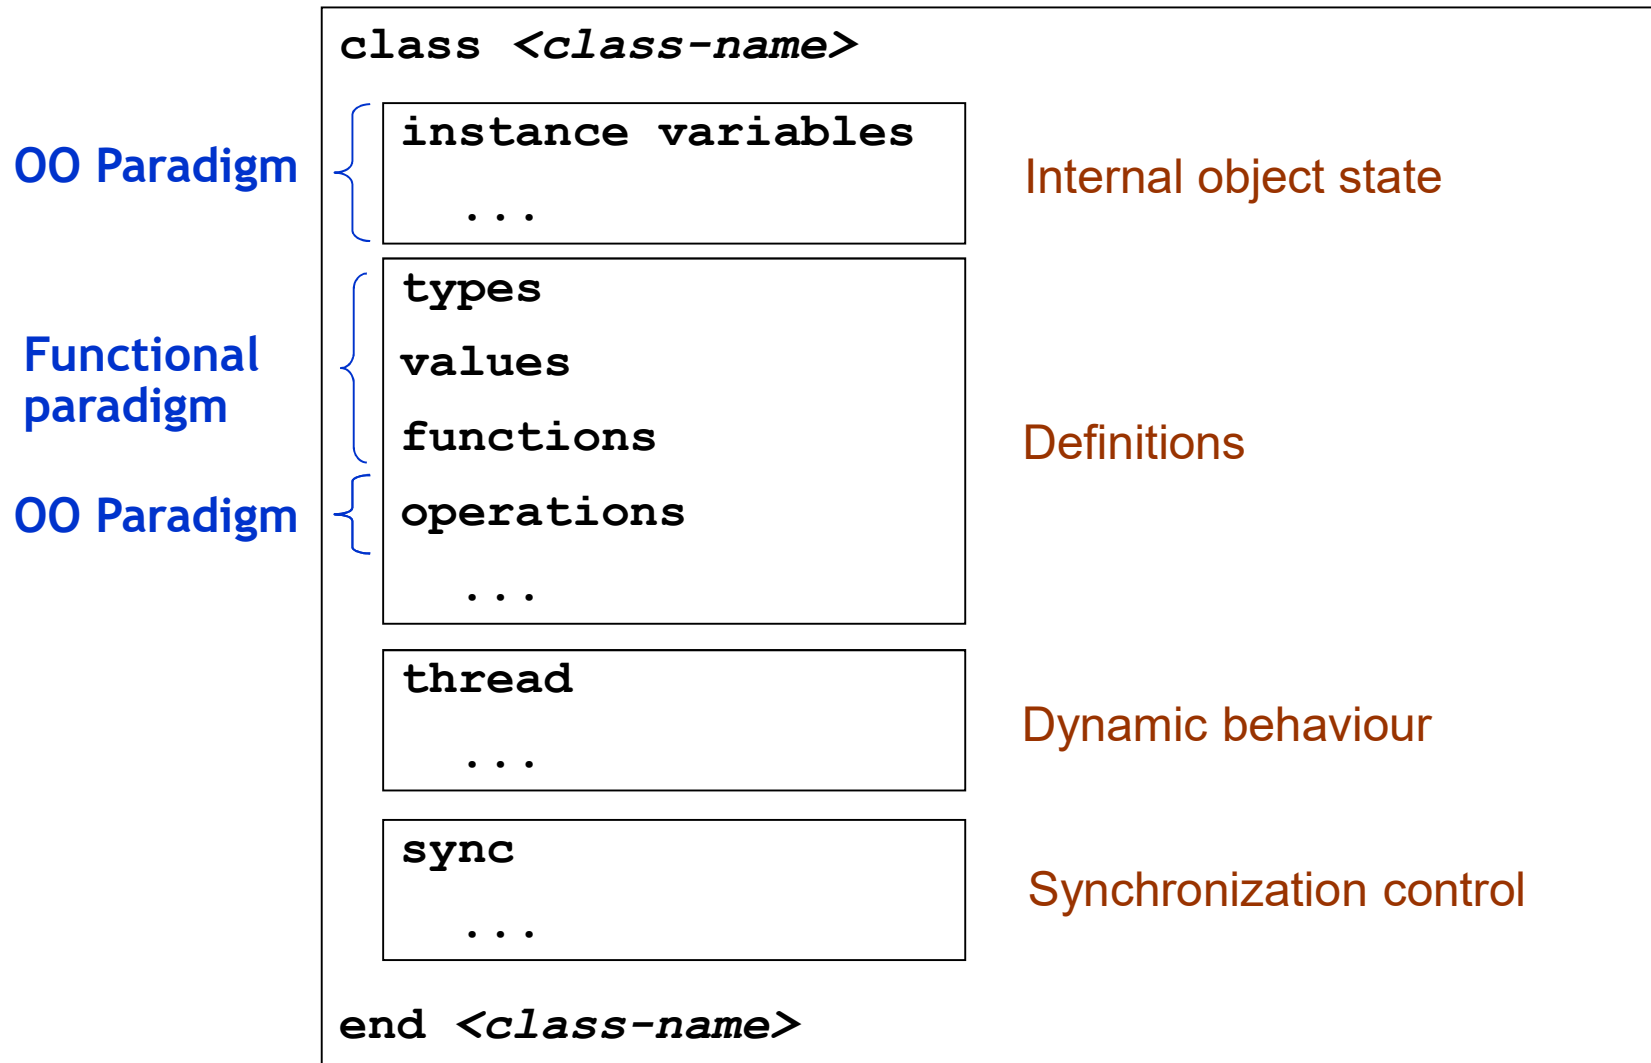 class <class-name>
OO Paradigm
instance variables
...
Internal object state
Functional
paradigm
types
values
functions
Definitions
OO Paradigm
operations
...
thread
...
Dynamic behaviour
sync
...
Synchronization control
end <class-name>